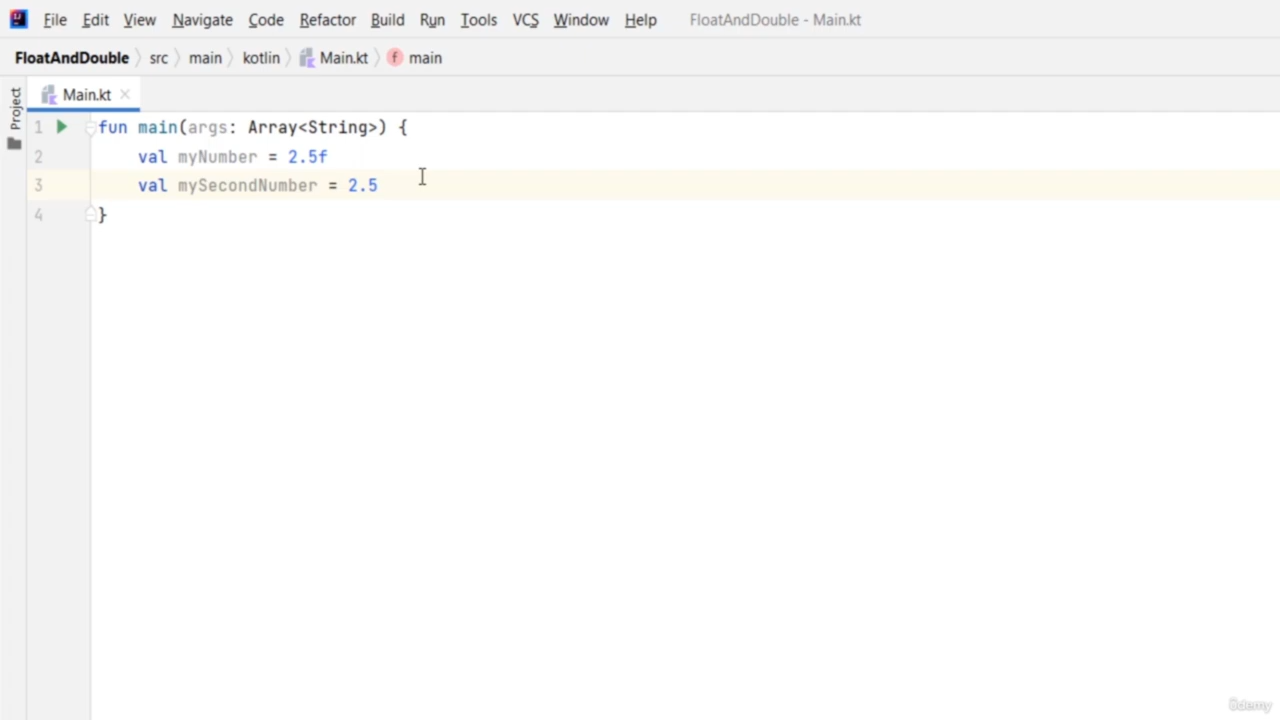 File Edit View Navigate Code Refactor Build Run Tools VCS Window Help FloatAndDouble - Main.kt
FloatAndDouble src main kotlin Main.kt f main
Project
Main.kt
1 fun main(args: Array<String>) {
2 val myNumber = 2.5f
3 val mySecondNumber = 2.5
4 }
Udemy